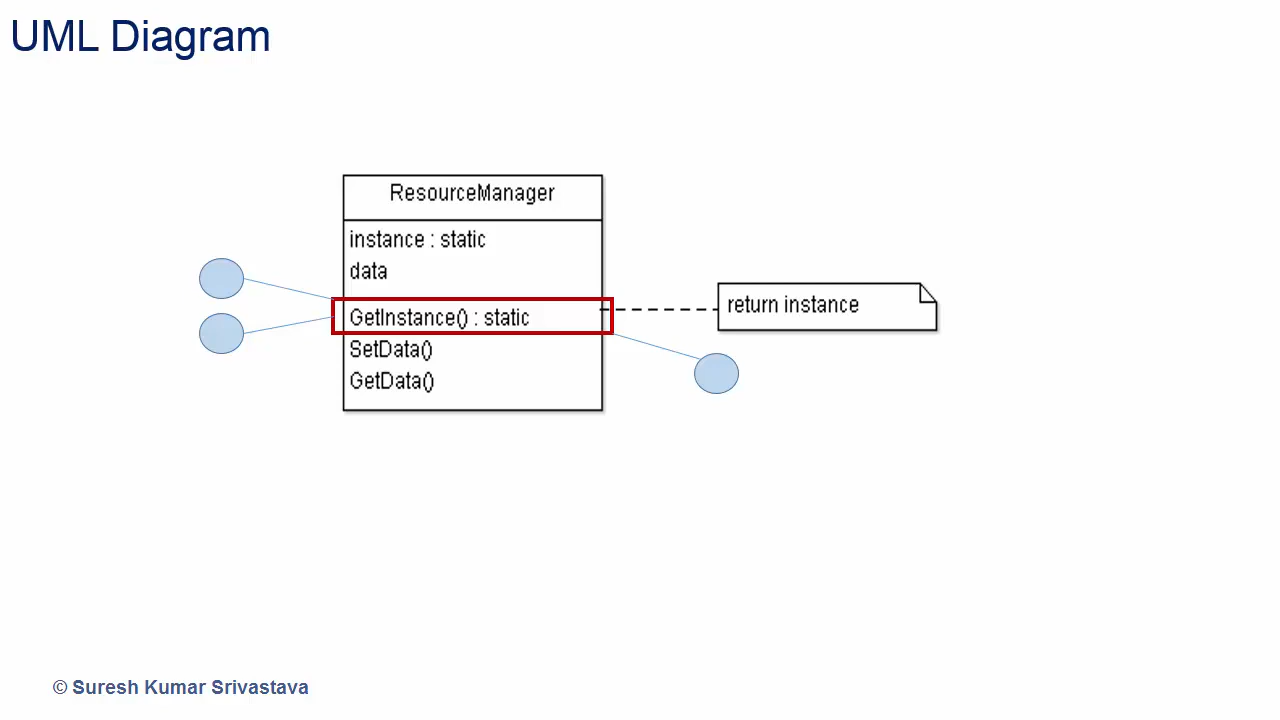 UML Diagram
ResourceManager
instance : static
data
GetInstance() : static
SetData()
GetData()
return instance
© Suresh Kumar Srivastava